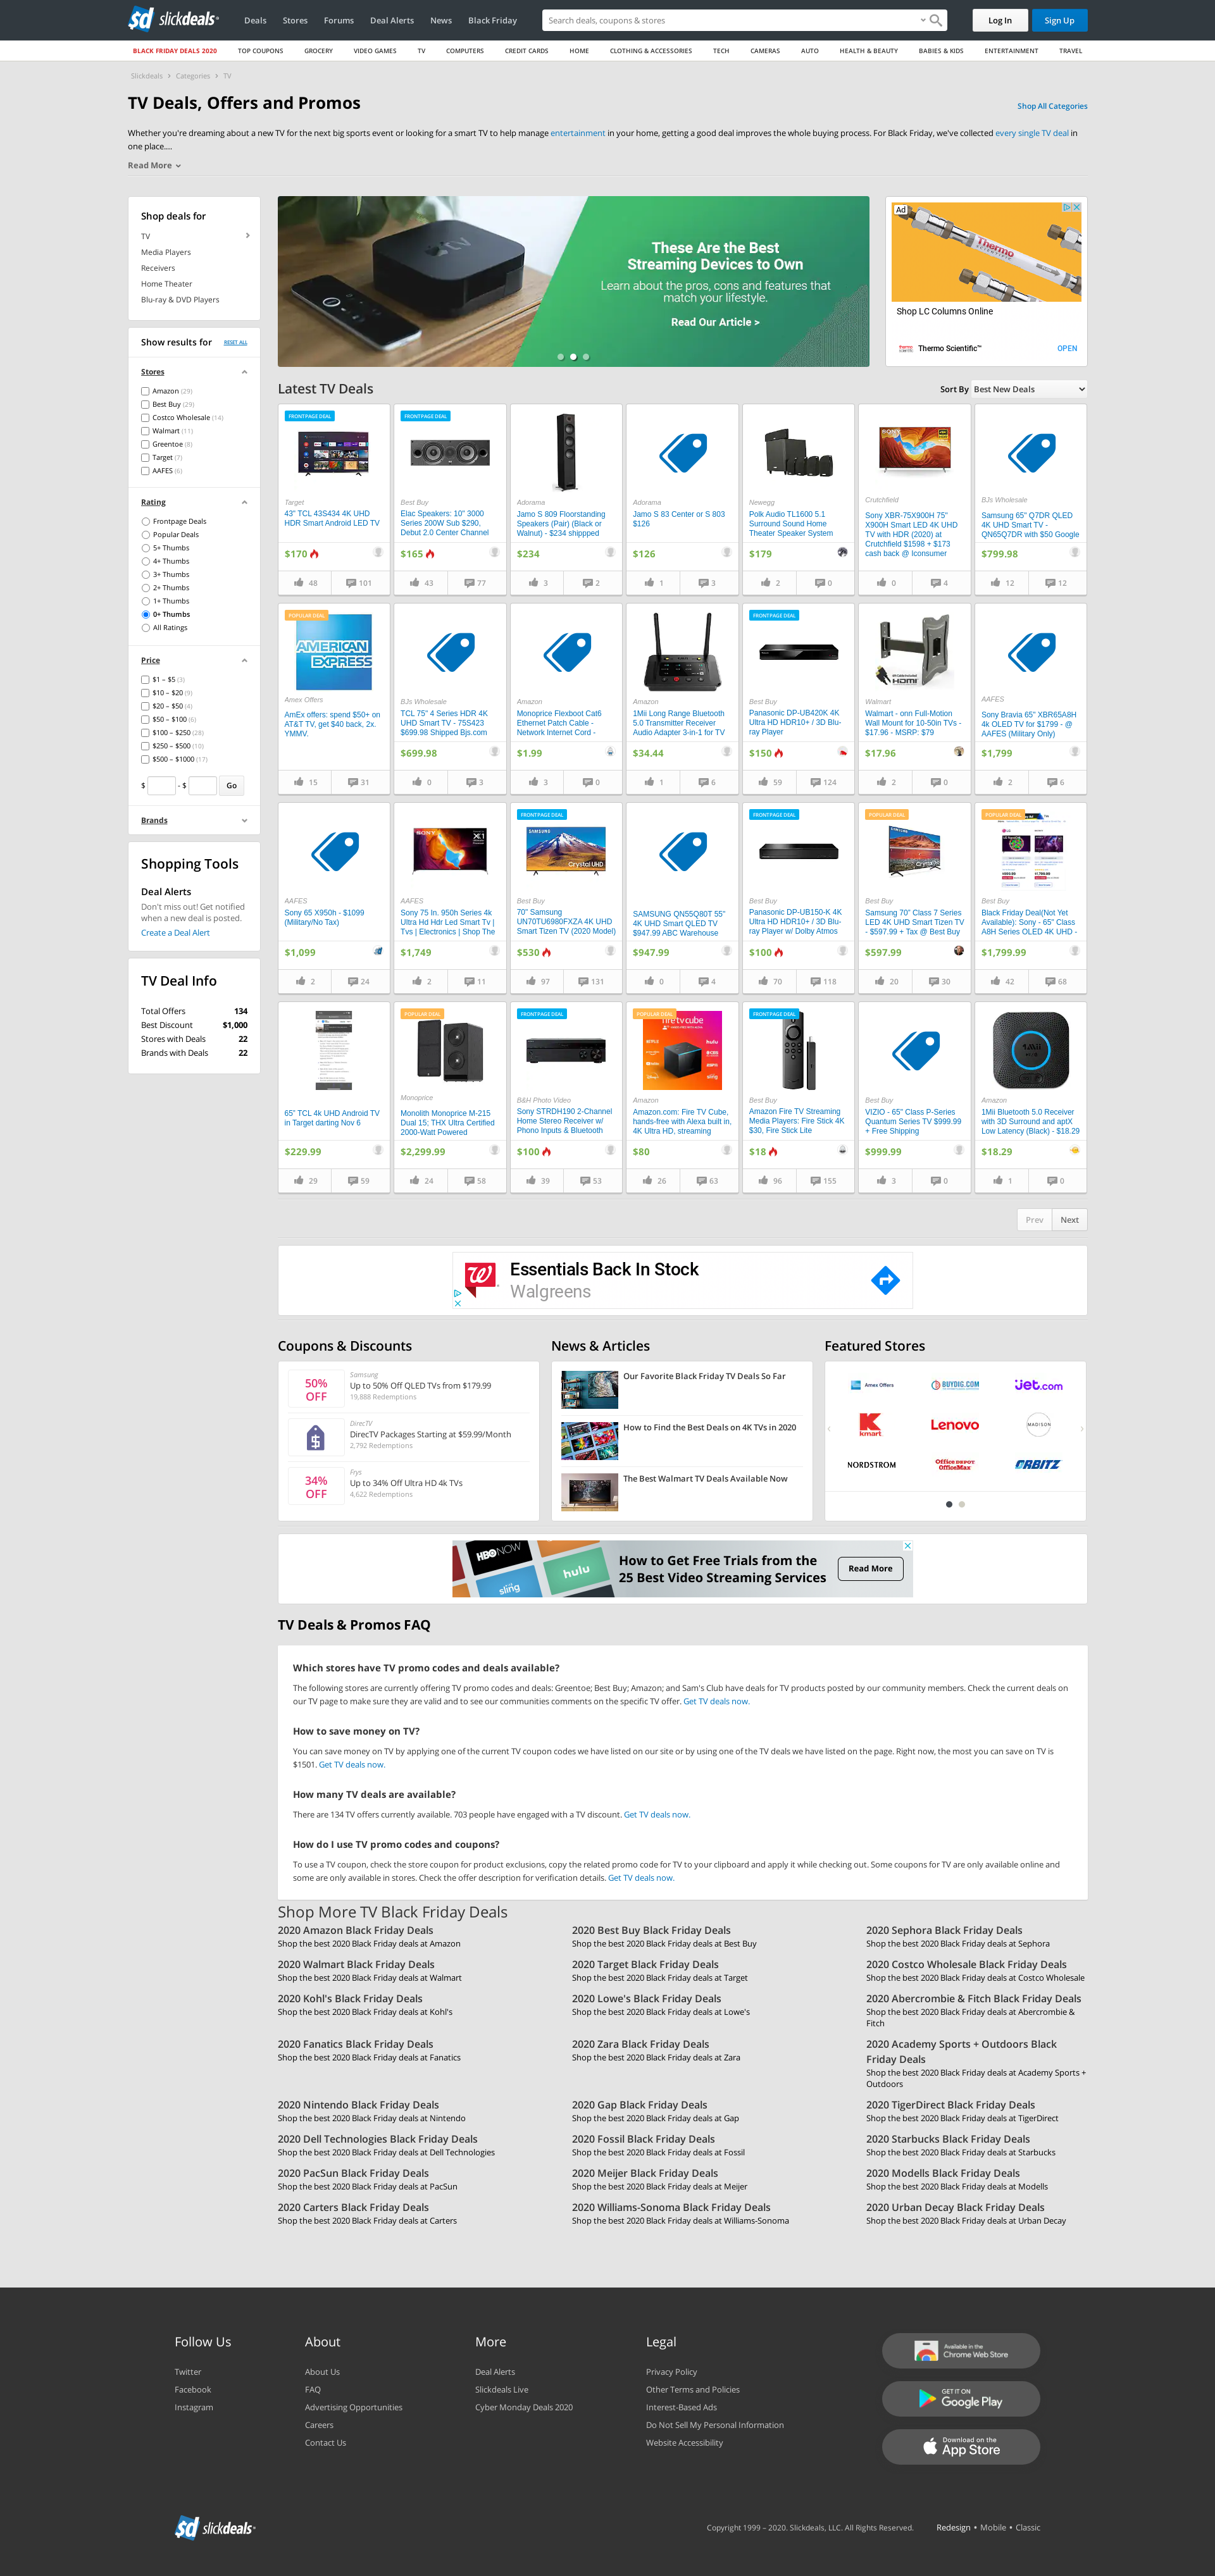 slickdeals
Deals
Stores
Forums
Deal Alerts
News
Black Friday
Search deals, coupons & stores
Log In
Sign Up
BLACK FRIDAY DEALS 2020
TOP COUPONS
GROCERY
VIDEO GAMES
TV
COMPUTERS
CREDIT CARDS
HOME
CLOTHING & ACCESSORIES
TECH
CAMERAS
AUTO
HEALTH & BEAUTY
BABIES & KIDS
ENTERTAINMENT
TRAVEL
Slickdeals > Categories > TV
TV Deals, Offers and Promos
Shop All Categories
Whether you're dreaming about a new TV for the next big sports event or looking for a smart TV to help manage entertainment in your home, getting a good deal improves the whole buying process. For Black Friday, we've collected every single TV deal in
one place....
Read More
Shop deals for
TV
Media Players
Receivers
Home Theater
Blu-ray & DVD Players
Show results for
RESET ALL
Stores
Amazon (29)
Best Buy (29)
Costco Wholesale (14)
Walmart (11)
Greentoe (8)
Target (7)
AAFES (6)
Rating
Frontpage Deals
Popular Deals
5+ Thumbs
4+ Thumbs
3+ Thumbs
2+ Thumbs
1+ Thumbs
0+ Thumbs
All Ratings
Price
$1 – $5 (3)
$10 – $20 (9)
$20 – $50 (4)
$50 – $100 (6)
$100 – $250 (28)
$250 – $500 (10)
$500 – $1000 (17)
$ - $ Go
Brands
Shopping Tools
Deal Alerts
Don't miss out! Get notified
when a new deal is posted.
Create a Deal Alert
TV Deal Info
Total Offers 134
Best Discount $1,000
Stores with Deals 22
Brands with Deals 22
These Are the Best
Streaming Devices to Own
Learn about the pros, cons and features that
match your lifestyle.
Read Our Article >
Ad
Thermo
Shop LC Columns Online
Thermo Scientific™
OPEN
Latest TV Deals
Sort By Best New Deals
FRONTPAGE DEAL
Target
43" TCL 43S434 4K UHD
HDR Smart Android LED TV
$170
48 101
FRONTPAGE DEAL
Best Buy
Elac Speakers: 10" 3000
Series 200W Sub $290,
Debut 2.0 Center Channel
$165
43 77
Adorama
Jamo S 809 Floorstanding
Speakers (Pair) (Black or
Walnut) - $234 shippped
$234
3 2
Adorama
Jamo S 83 Center or S 803
$126
$126
1 3
Newegg
Polk Audio TL1600 5.1
Surround Sound Home
Theater Speaker System
$179
2 0
SONY
Crutchfield
Sony XBR-75X900H 75"
X900H Smart LED 4K UHD
TV with HDR (2020) at
Crutchfield $1598 + $173
cash back @ Iconsumer
0 4
BJs Wholesale
Samsung 65" Q7DR QLED
4K UHD Smart TV -
QN65Q7DR with $50 Google
$799.98
12 12
POPULAR DEAL
AMERICAN EXPRESS
Amex Offers
AmEx offers: spend $50+ on
AT&T TV, get $40 back, 2x.
YMMV.
15 31
BJs Wholesale
TCL 75" 4 Series HDR 4K
UHD Smart TV - 75S423
$699.98 Shipped Bjs.com
$699.98
0 3
Amazon
Monoprice Flexboot Cat6
Ethernet Patch Cable -
Network Internet Cord -
$1.99
3 0
Amazon
1Mii Long Range Bluetooth
5.0 Transmitter Receiver
Audio Adapter 3-in-1 for TV
$34.44
1 6
FRONTPAGE DEAL
Best Buy
Panasonic DP-UB420K 4K
Ultra HD HDR10+ / 3D Blu-
ray Player
$150
59 124
HDMI
Walmart
Walmart - onn Full-Motion
Wall Mount for 10-50in TVs -
$17.96 - MSRP: $79
$17.96
2 0
AAFES
Sony Bravia 65" XBR65A8H
4k OLED TV for $1799 - @
AAFES (Military Only)
$1,799
2 6
AAFES
Sony 65 X950h - $1099
(Military/No Tax)
$1,099
2 24
SONY
X1
AAFES
Sony 75 In. 950h Series 4k
Ultra Hd Hdr Led Smart Tv |
Tvs | Electronics | Shop The
$1,749
2 11
FRONTPAGE DEAL
SAMSUNG
Crystal UHD
Best Buy
70" Samsung
UN70TU6980FXZA 4K UHD
Smart Tizen TV (2020 Model)
$530
97 131
SAMSUNG QN55Q80T 55"
4K UHD Smart QLED TV
$947.99 ABC Warehouse
$947.99
0 4
FRONTPAGE DEAL
Best Buy
Panasonic DP-UB150-K 4K
Ultra HD HDR10+ / 3D Blu-
ray Player w/ Dolby Atmos
$100
70 118
POPULAR DEAL
Best Buy
Samsung 70" Class 7 Series
LED 4K UHD Smart Tizen TV
- $597.99 + Tax @ Best Buy
$597.99
20 30
POPULAR DEAL
Best Buy
Black Friday Deal(Not Yet
Available): Sony - 65" Class
A8H Series OLED 4K UHD -
$1,799.99
42 68
65" TCL 4k UHD Android TV
in Target darting Nov 6
$229.99
29 59
POPULAR DEAL
Monoprice
Monolith Monoprice M-215
Dual 15; THX Ultra Certified
2000-Watt Powered
$2,299.99
24 58
FRONTPAGE DEAL
B&H Photo Video
Sony STRDH190 2-Channel
Home Stereo Receiver w/
Phono Inputs & Bluetooth
$100
39 53
POPULAR DEAL
fire tv cube
hulu
Amazon
Amazon.com: Fire TV Cube,
hands-free with Alexa built in,
4K Ultra HD, streaming
$80
26 63
FRONTPAGE DEAL
Best Buy
Amazon Fire TV Streaming
Media Players: Fire Stick 4K
$30, Fire Stick Lite
$18
96 155
Best Buy
VIZIO - 65" Class P-Series
Quantum Series TV $999.99
+ Free Shipping
$999.99
3 0
1Mii
Amazon
1Mii Bluetooth 5.0 Receiver
with 3D Surround and aptX
Low Latency (Black) - $18.29
$18.29
1 0
Prev Next
Essentials Back In Stock
Walgreens
Coupons & Discounts
50%
OFF
Samsung
Up to 50% Off QLED TVs from $179.99
19,888 Redemptions
DirecTV
DirecTV Packages Starting at $59.99/Month
2,792 Redemptions
34%
OFF
Frys
Up to 34% Off Ultra HD 4k TVs
4,622 Redemptions
News & Articles
Our Favorite Black Friday TV Deals So Far
How to Find the Best Deals on 4K TVs in 2020
The Best Walmart TV Deals Available Now
Featured Stores
Amex Offers
BUYDIG.COM
jet.com
kmart
Lenovo
MADISON
NORDSTROM
Office DEPOT
OfficeMax
ORBITZ
HBO NOW
sling
hulu
How to Get Free Trials from the
25 Best Video Streaming Services
Read More
TV Deals & Promos FAQ
Which stores have TV promo codes and deals available?
The following stores are currently offering TV promo codes and deals: Greentoe; Best Buy; Amazon; and Sam's Club have deals for TV products posted by our community members. Check the current deals on
our TV page to make sure they are valid and to see our communities comments on the specific TV offer. Get TV deals now.
How to save money on TV?
You can save money on TV by applying one of the current TV coupon codes we have listed on our site or by using one of the TV deals we have listed on the page. Right now, the most you can save on TV is
$1501. Get TV deals now.
How many TV deals are available?
There are 134 TV offers currently available. 703 people have engaged with a TV discount. Get TV deals now.
How do I use TV promo codes and coupons?
To use a TV coupon, check the store coupon for product exclusions, copy the related promo code for TV to your clipboard and apply it while checking out. Some coupons for TV are only available online and
some are only available in stores. Check the offer description for verification details. Get TV deals now.
Shop More TV Black Friday Deals
2020 Amazon Black Friday Deals
Shop the best 2020 Black Friday deals at Amazon
2020 Best Buy Black Friday Deals
Shop the best 2020 Black Friday deals at Best Buy
2020 Sephora Black Friday Deals
Shop the best 2020 Black Friday deals at Sephora
2020 Walmart Black Friday Deals
Shop the best 2020 Black Friday deals at Walmart
2020 Target Black Friday Deals
Shop the best 2020 Black Friday deals at Target
2020 Costco Wholesale Black Friday Deals
Shop the best 2020 Black Friday deals at Costco Wholesale
2020 Kohl's Black Friday Deals
Shop the best 2020 Black Friday deals at Kohl's
2020 Lowe's Black Friday Deals
Shop the best 2020 Black Friday deals at Lowe's
2020 Abercrombie & Fitch Black Friday Deals
Shop the best 2020 Black Friday deals at Abercrombie &
Fitch
2020 Fanatics Black Friday Deals
Shop the best 2020 Black Friday deals at Fanatics
2020 Zara Black Friday Deals
Shop the best 2020 Black Friday deals at Zara
2020 Academy Sports + Outdoors Black
Friday Deals
Shop the best 2020 Black Friday deals at Academy Sports +
Outdoors
2020 Nintendo Black Friday Deals
Shop the best 2020 Black Friday deals at Nintendo
2020 Gap Black Friday Deals
Shop the best 2020 Black Friday deals at Gap
2020 TigerDirect Black Friday Deals
Shop the best 2020 Black Friday deals at TigerDirect
2020 Dell Technologies Black Friday Deals
Shop the best 2020 Black Friday deals at Dell Technologies
2020 Fossil Black Friday Deals
Shop the best 2020 Black Friday deals at Fossil
2020 Starbucks Black Friday Deals
Shop the best 2020 Black Friday deals at Starbucks
2020 PacSun Black Friday Deals
Shop the best 2020 Black Friday deals at PacSun
2020 Meijer Black Friday Deals
Shop the best 2020 Black Friday deals at Meijer
2020 Modells Black Friday Deals
Shop the best 2020 Black Friday deals at Modells
2020 Carters Black Friday Deals
Shop the best 2020 Black Friday deals at Carters
2020 Williams-Sonoma Black Friday Deals
Shop the best 2020 Black Friday deals at Williams-Sonoma
2020 Urban Decay Black Friday Deals
Shop the best 2020 Black Friday deals at Urban Decay
Follow Us
Twitter
Facebook
Instagram
About
About Us
FAQ
Advertising Opportunities
Careers
Contact Us
More
Deal Alerts
Slickdeals Live
Cyber Monday Deals 2020
Legal
Privacy Policy
Other Terms and Policies
Interest-Based Ads
Do Not Sell My Personal Information
Website Accessibility
Available in the
Chrome Web Store
GET IT ON
Google Play
Download on the
App Store
slickdeals
Copyright 1999 – 2020. Slickdeals, LLC. All Rights Reserved.
Redesign • Mobile • Classic